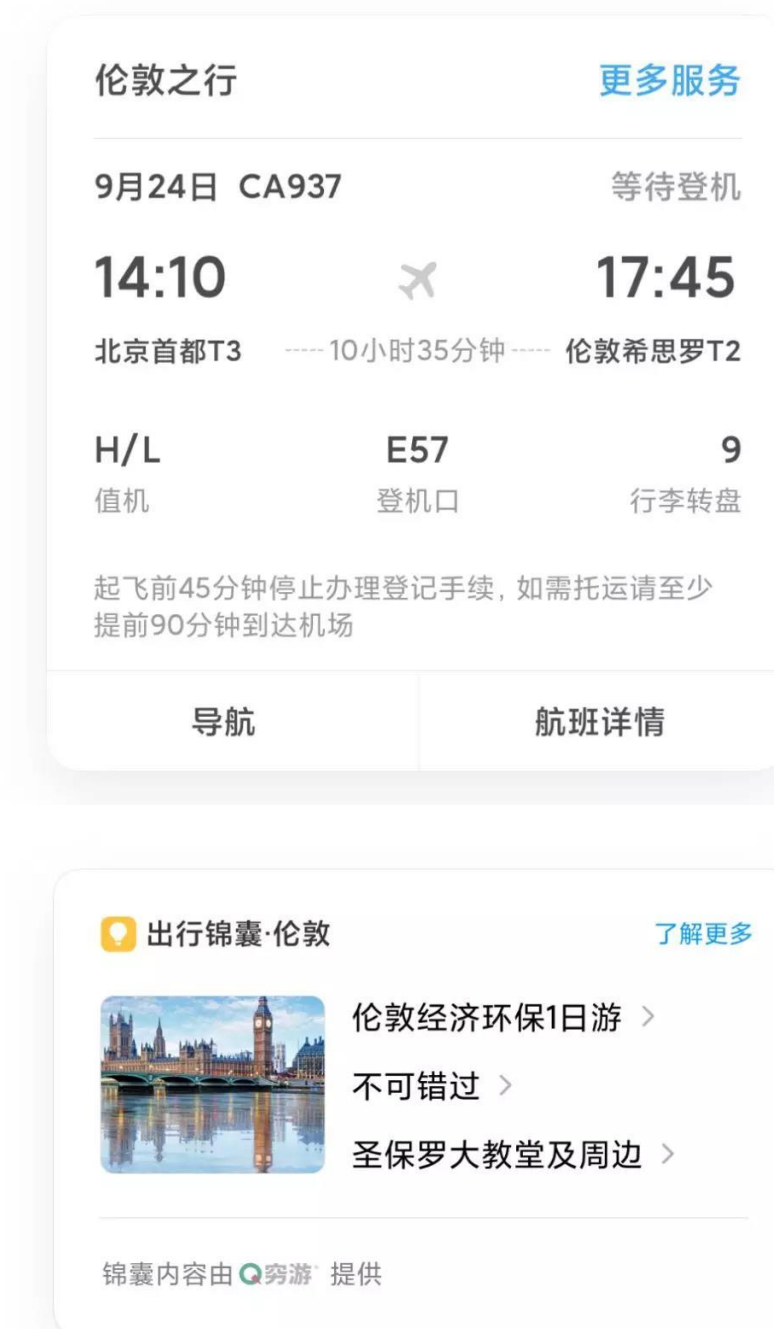 伦敦之行 更多服务
9月24日 CA937 等待登机
14:10 17:45
北京首都T3 -----10小时35分钟----- 伦敦希思罗T2
H/L E57 9
值机 登机口 行李转盘
起飞前45分钟停止办理登记手续，如需托运请至少
提前90分钟到达机场
导航 航班详情
出行锦囊·伦敦 了解更多
伦敦经济环保1日游 >
不可错过 >
圣保罗大教堂及周边 >
锦囊内容由 穷游 提供